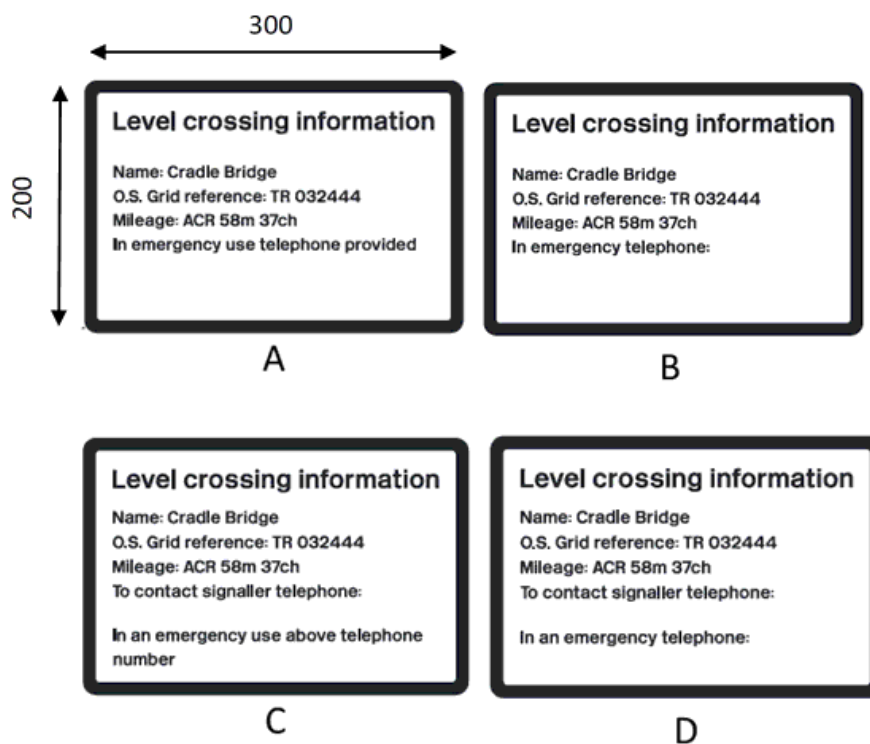 300
200
Level crossing information
Name: Cradle Bridge
O.S. Grid reference: TR 032444
Mileage: ACR 58m 37ch
In emergency use telephone provided
A
Level crossing information
Name: Cradle Bridge
O.S. Grid reference: TR 032444
Mileage: ACR 58m 37ch
In emergency telephone:
B
Level crossing information
Name: Cradle Bridge
O.S. Grid reference: TR 032444
Mileage: ACR 58m 37ch
To contact signaller telephone:
In an emergency use above telephone
number
C
Level crossing information
Name: Cradle Bridge
O.S. Grid reference: TR 032444
Mileage: ACR 58m 37ch
To contact signaller telephone:
In an emergency telephone:
D